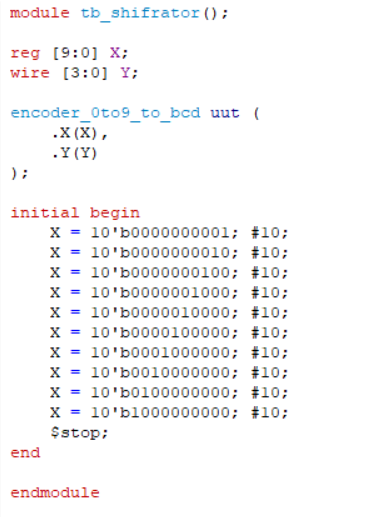 module tb_shifrator();
reg [9:0] X;
wire [3:0] Y;
encoder_0to9_to_bcd uut (
    .X(X),
    .Y(Y)
);
initial begin
    X = 10'b0000000001; #10;
    X = 10'b0000000010; #10;
    X = 10'b0000000100; #10;
    X = 10'b0000001000; #10;
    X = 10'b0000010000; #10;
    X = 10'b0000100000; #10;
    X = 10'b0001000000; #10;
    X = 10'b0010000000; #10;
    X = 10'b0100000000; #10;
    X = 10'b1000000000; #10;
    $stop;
end
endmodule